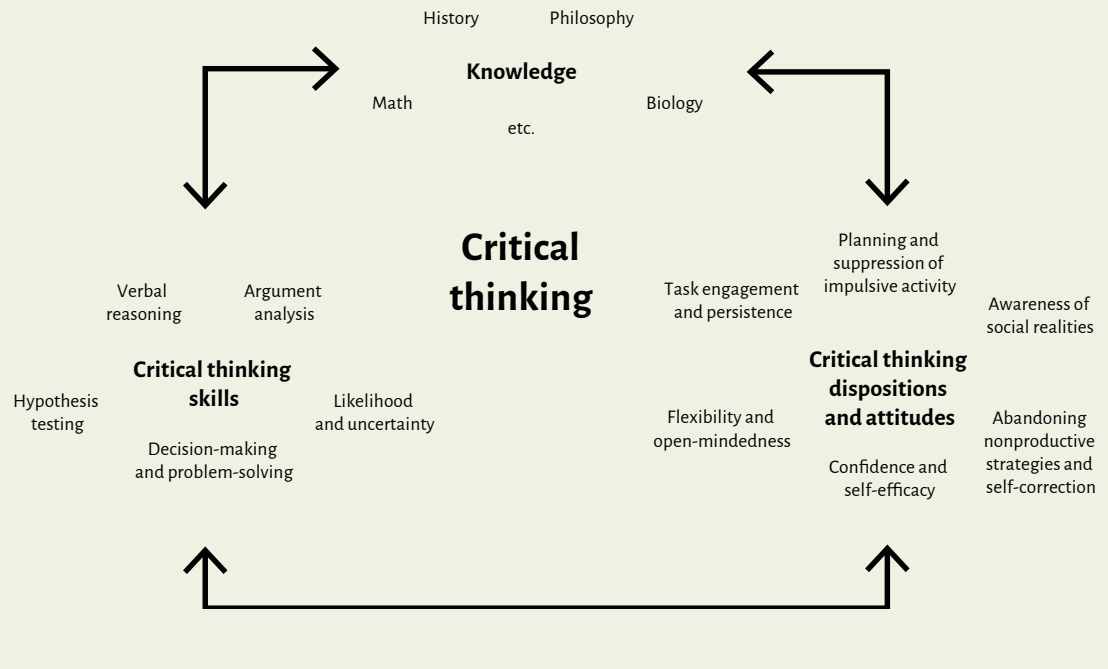 History
Philosophy
Knowledge
Math
Biology
etc.
Critical
thinking
Verbal
reasoning
Argument
analysis
Critical thinking
skills
Hypothesis
testing
Likelihood
and uncertainty
Decision-making
and problem-solving
Planning and
suppression of
impulsive activity
Task engagement
and persistence
Awareness of
social realities
Critical thinking
dispositions
and attitudes
Flexibility and
open-mindedness
Abandoning
nonproductive
strategies and
self-correction
Confidence and
self-efficacy